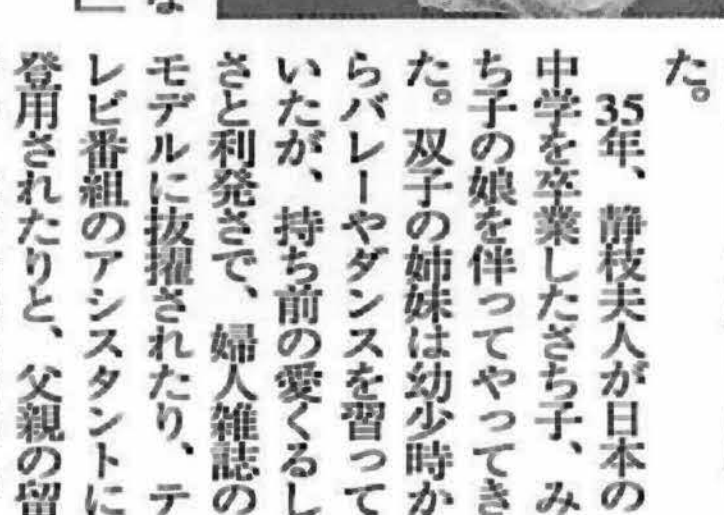 た。
35年、静枝夫人が日本の
中学を卒業したさち子、み
ち子の娘を伴ってやってき
た。双子の姉妹は幼少時か
らバレーやダンスを習って
いたが、持ち前の愛くるし
さと利発さで、婦人雑誌の
モデルに抜擢されたり、テ
レビ番組のアシスタントに
登用されたりと、父親の留
な
」